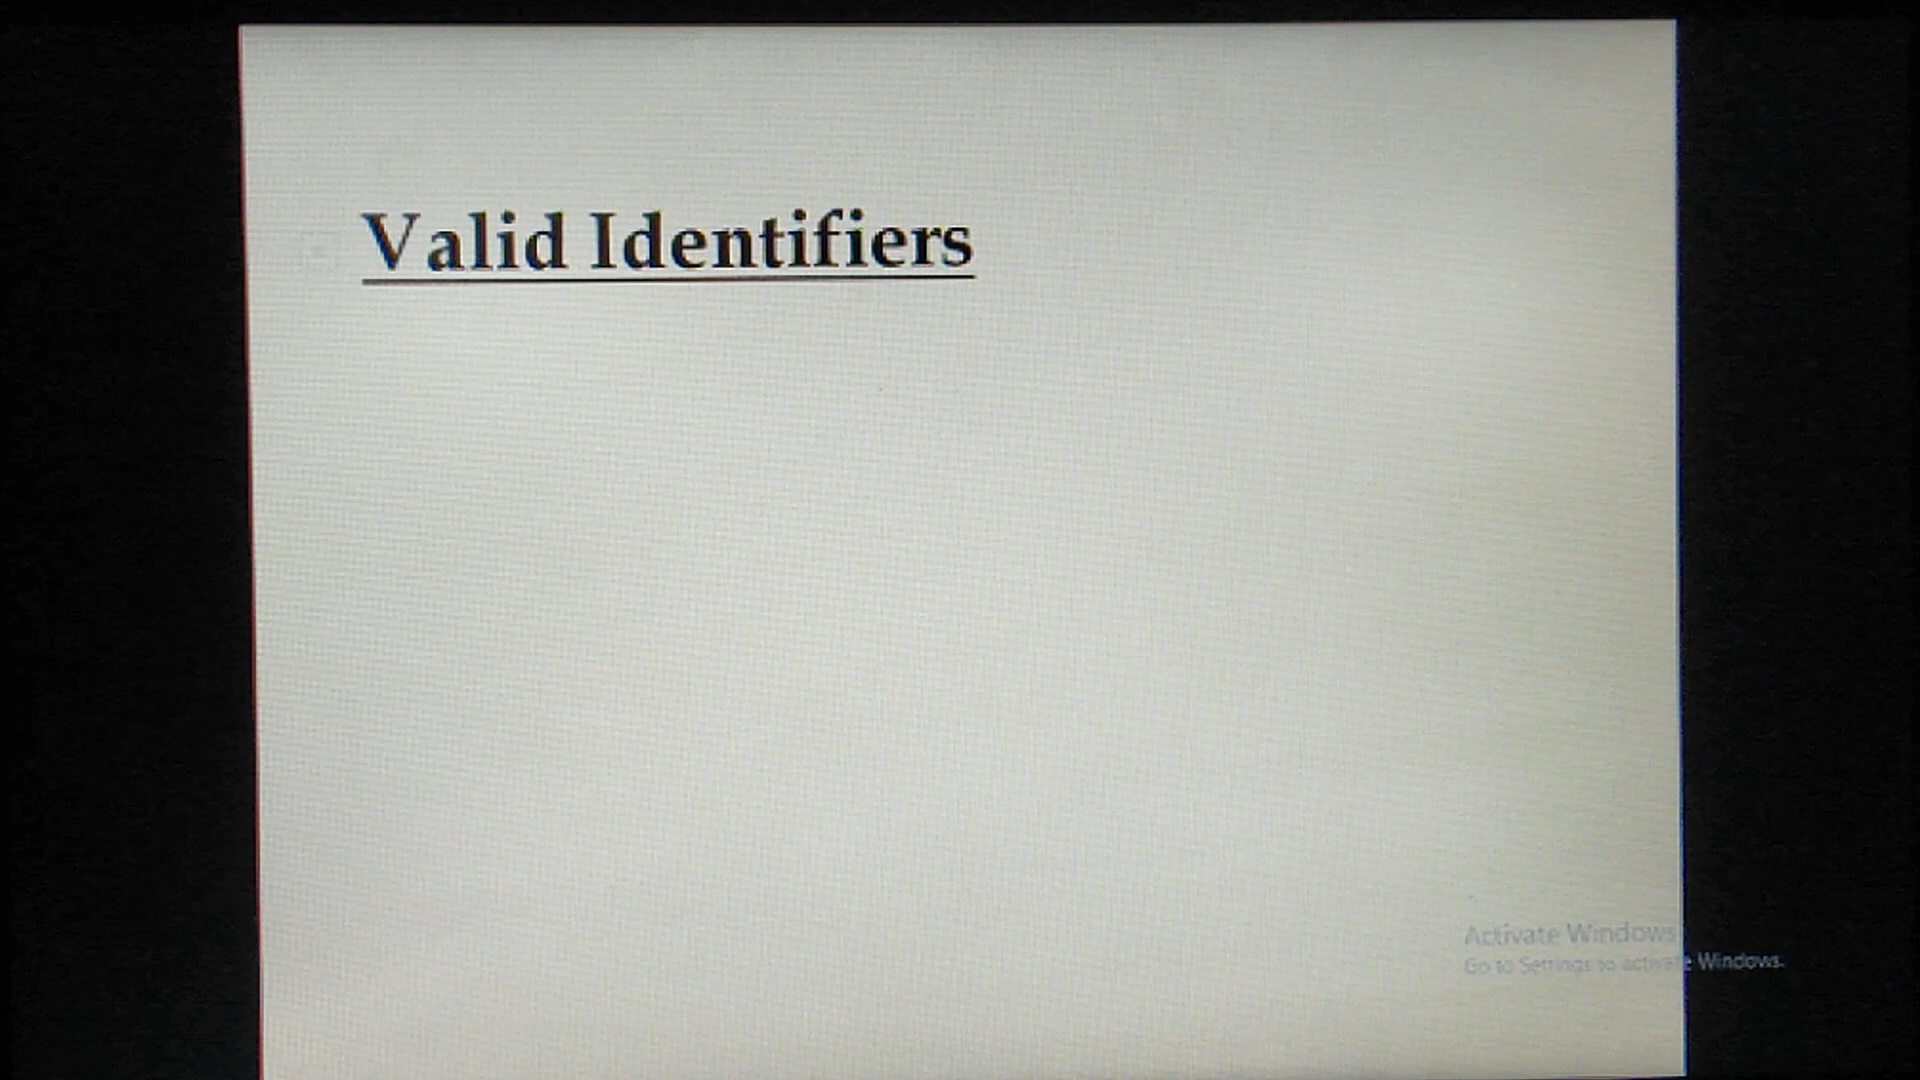 Valid Identifiers
Activate Windows
Go to Settings to activate Windows.